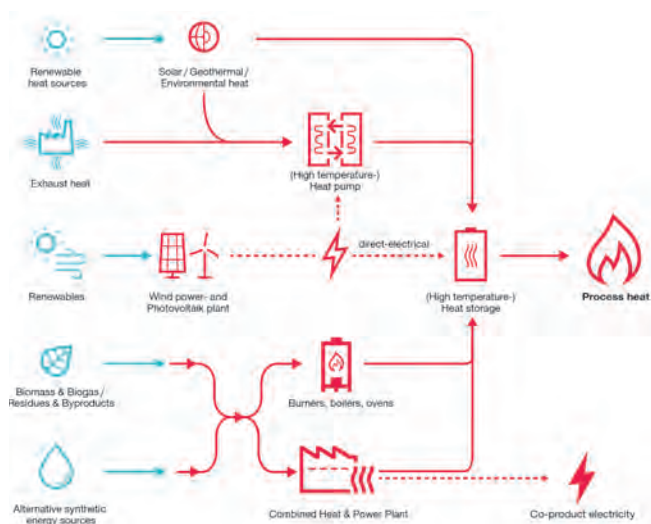 Renewable
heat sources
Solar / Geothermal /
Environmental heat
Exhaust heat
(High temperature-)
Heat pump
direct-electrical
Renewables
Wind power- and
Photovoltaik plant
(High temperature-)
Heat storage
Process heat
Biomass & Biogas /
Residues & Byproducts
Burners, boilers, ovens
Alternative synthetic
energy sources
Combined Heat & Power Plant
Co-product electricity